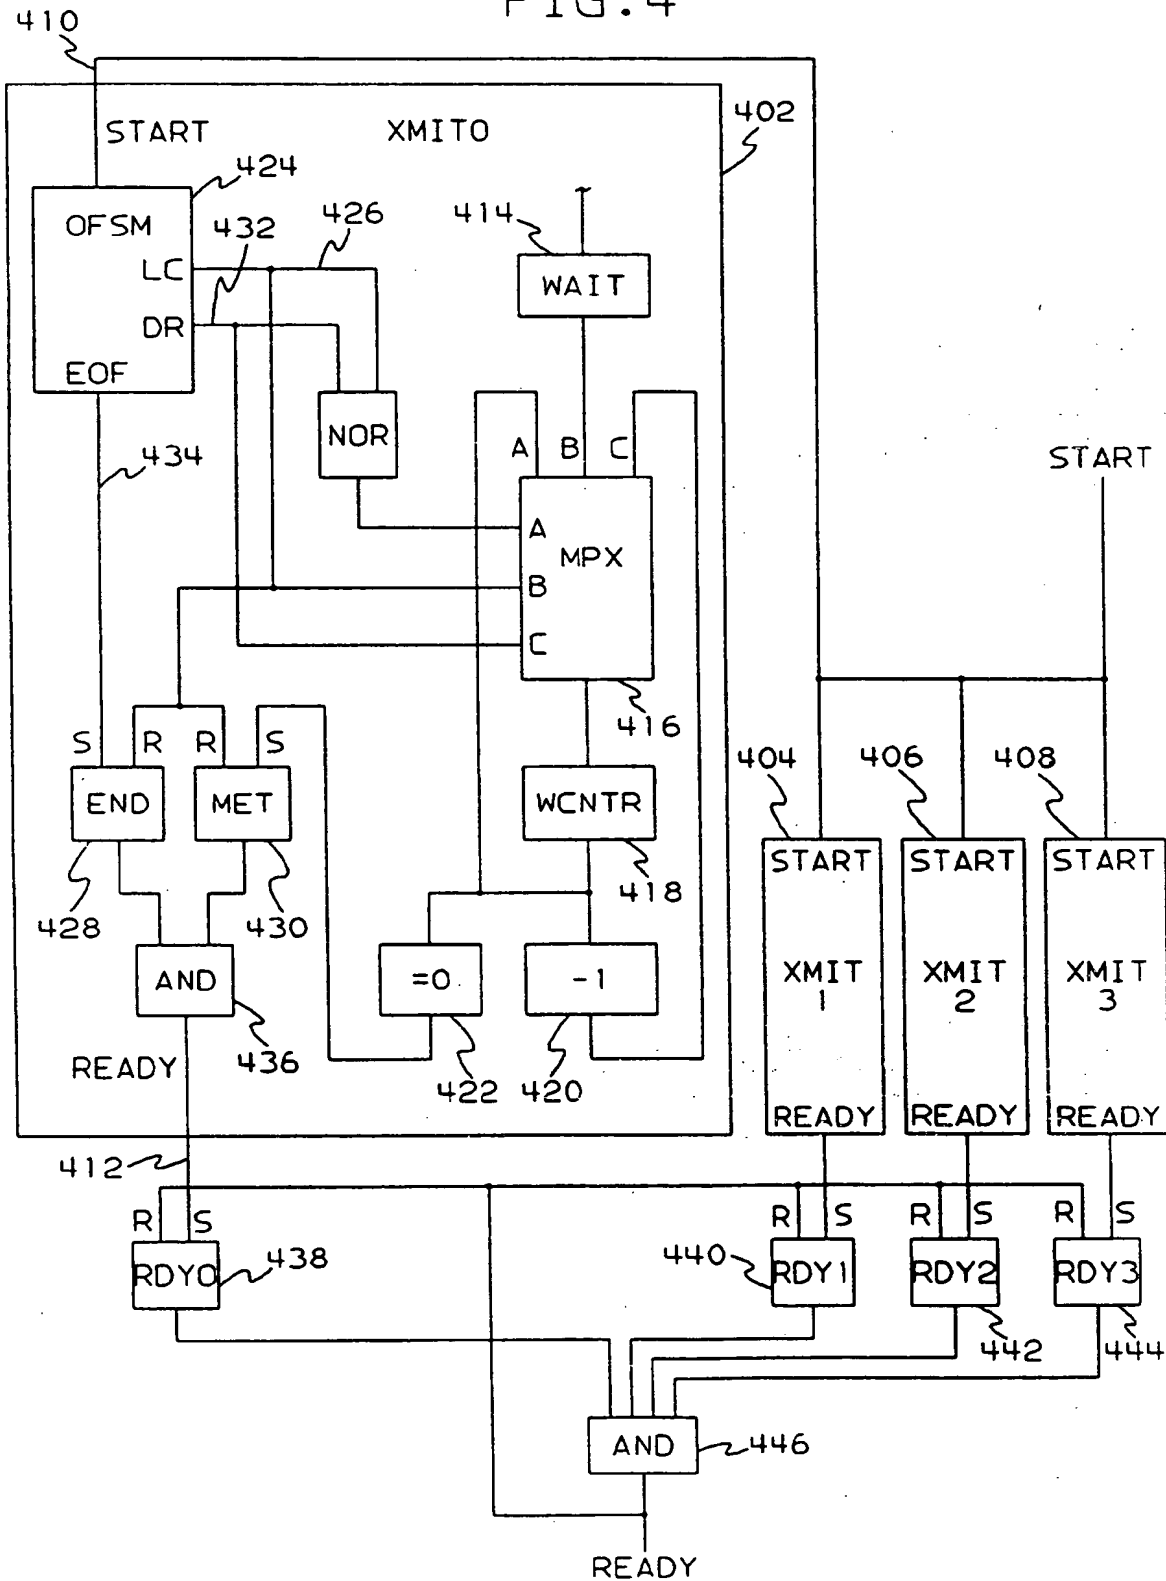 FIG.4
410
START XMIT0 402
424
OFSM 432 426 414
LC WAIT
DR
EOF
NOR A B C
434 START
A
MPX
B
C
416
S R R S 404 406 408
END MET WCNTR
START START START
428 430 418
AND =0 -1 XMIT 1 XMIT 2 XMIT 3
436
READY 422 420
READY READY READY
412
R S R S R S R S
RDY0 438 440 RDY1 RDY2 RDY3
442 444
AND 446
READY